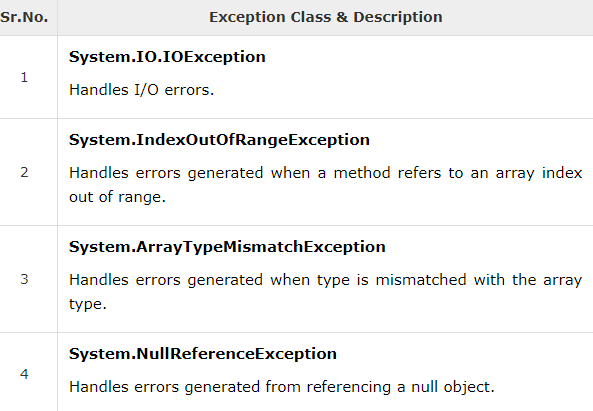 Sr.No. Exception Class & Description
System.IO.IOException
1
Handles I/O errors.
System.IndexOutOfRangeException
2
Handles errors generated when a method refers to an array index
out of range.
System.ArrayTypeMismatchException
3
Handles errors generated when type is mismatched with the array
type.
System.NullReferenceException
4
Handles errors generated from referencing a null object.